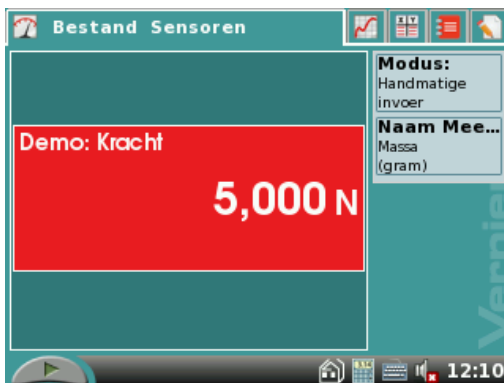 Bestand Sensoren
Modus:
Handmatige
invoer
Naam Mee...
Massa
(gram)
Demo: Kracht
5,000 N
Vernier
12:10